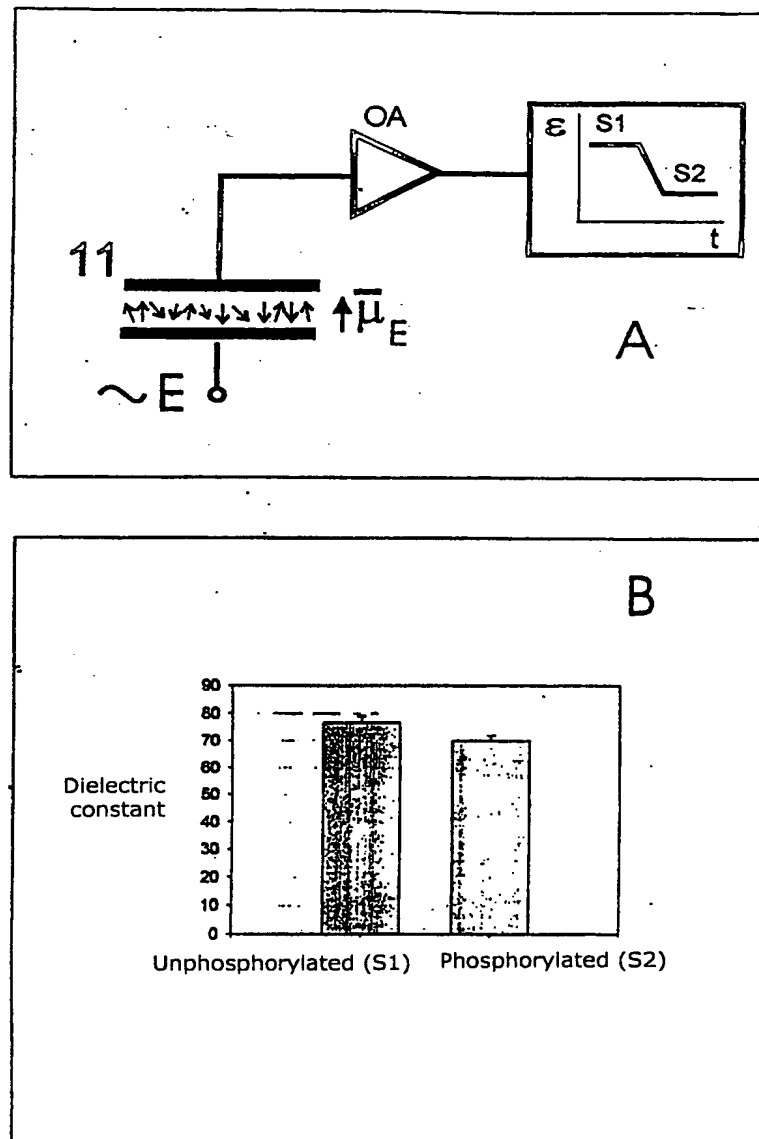 OA
ε S1
S2
t
11
μ̄E
~ E
A
B
90
80
70
60
50
40
30
20
10
0
Dielectric
constant
Unphosphorylated (S1) Phosphorylated (S2)